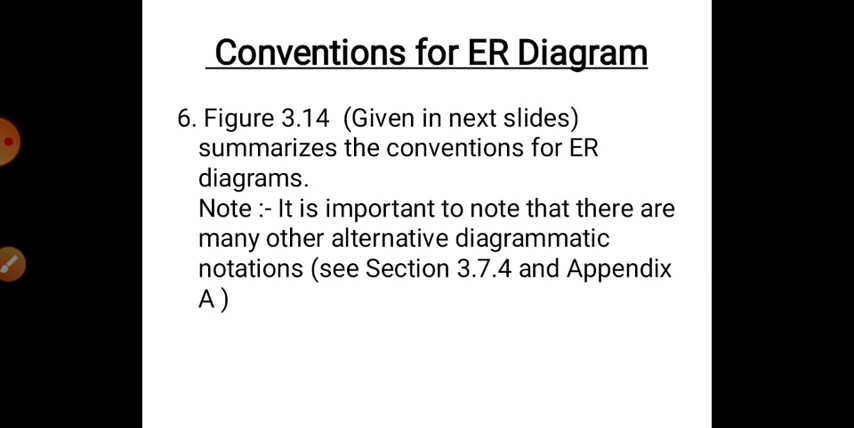 Conventions for ER Diagram
6. Figure 3.14 (Given in next slides)
summarizes the conventions for ER
diagrams.
Note :- It is important to note that there are
many other alternative diagrammatic
notations (see Section 3.7.4 and Appendix
A )